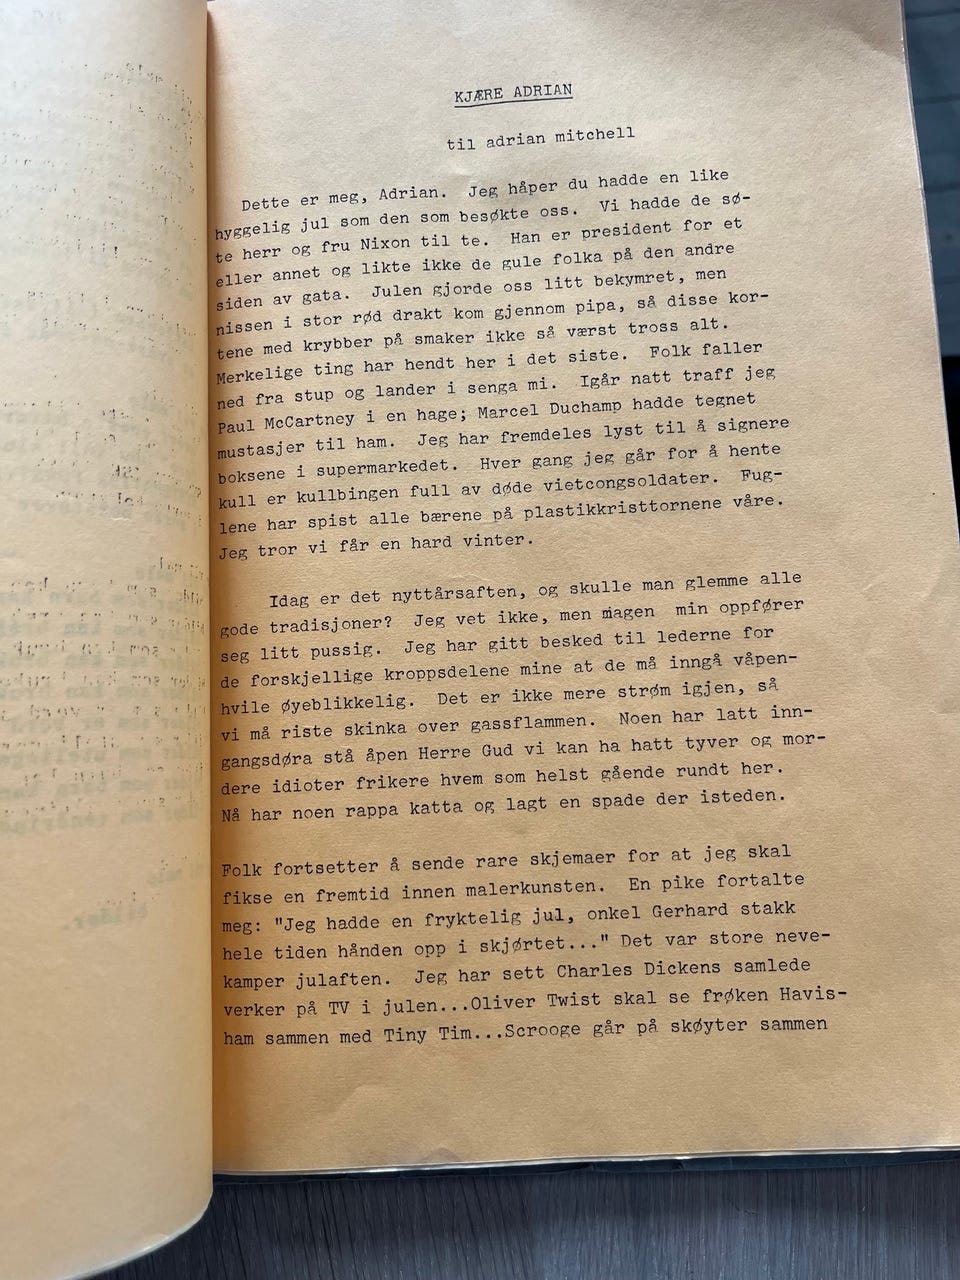 KJÆRE ADRIAN
til adrian mitchell
Dette er meg, Adrian. Jeg håper du hadde en like
hyggelig jul som den som besøkte oss. Vi hadde de sø-
te herr og fru Nixon til te. Han er president for et
eller annet og likte ikke de gule folka på den andre
siden av gata. Julen gjorde oss litt bekymret, men
nissen i stor rød drakt kom gjennom pipa, så disse kor-
tene med krybber på smaker ikke så værst tross alt.
Merkelige ting har hendt her i det siste. Folk faller
ned fra stup og lander i senga mi. Igår natt traff jeg
Paul McCartney i en hage; Marcel Duchamp hadde tegnet
mustasjer til ham. Jeg har fremdeles lyst til å signere
boksene i supermarkedet. Hver gang jeg går for å hente
kull er kullbingen full av døde vietcongsoldater. Fug-
lene har spist alle bærene på plastikkristtornene våre.
Jeg tror vi får en hard vinter.
Idag er det nyttårsaften, og skulle man glemme alle
gode tradisjoner? Jeg vet ikke, men magen min oppfører
seg litt pussig. Jeg har gitt besked til lederne for
de forskjellige kroppsdelene mine at de må inngå våpen-
hvile øyeblikkelig. Det er ikke mere strøm igjen, så
vi må riste skinka over gassflammen. Noen har latt inn-
gangsdøra stå åpen Herre Gud vi kan ha hatt tyver og mor-
dere idioter frikere hvem som helst gående rundt her.
Nå har noen rappa katta og lagt en spade der isteden.
Folk fortsetter å sende rare skjemaer for at jeg skal
fikse en fremtid innen malerkunsten. En pike fortalte
meg: "Jeg hadde en fryktelig jul, onkel Gerhard stakk
hele tiden hånden opp i skjørtet..." Det var store neve-
kamper julaften. Jeg har sett Charles Dickens samlede
verker på TV i julen...Oliver Twist skal se frøken Havis-
ham sammen med Tiny Tim...Scrooge går på skøyter sammen